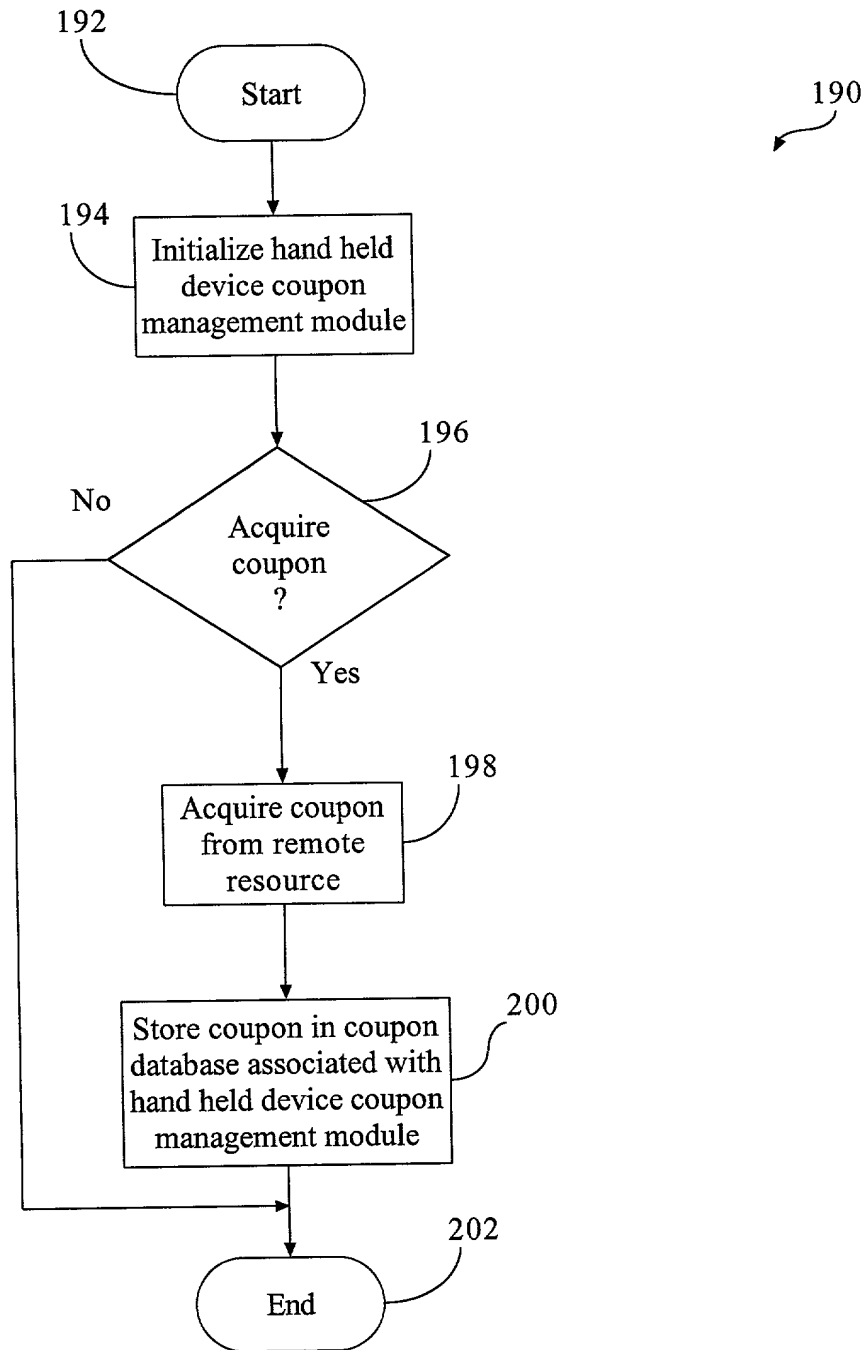 192
Start
190
194
Initialize hand held
device coupon
management module
196
No
Acquire
coupon
?
Yes
198
Acquire coupon
from remote
resource
200
Store coupon in coupon
database associated with
hand held device coupon
management module
202
End